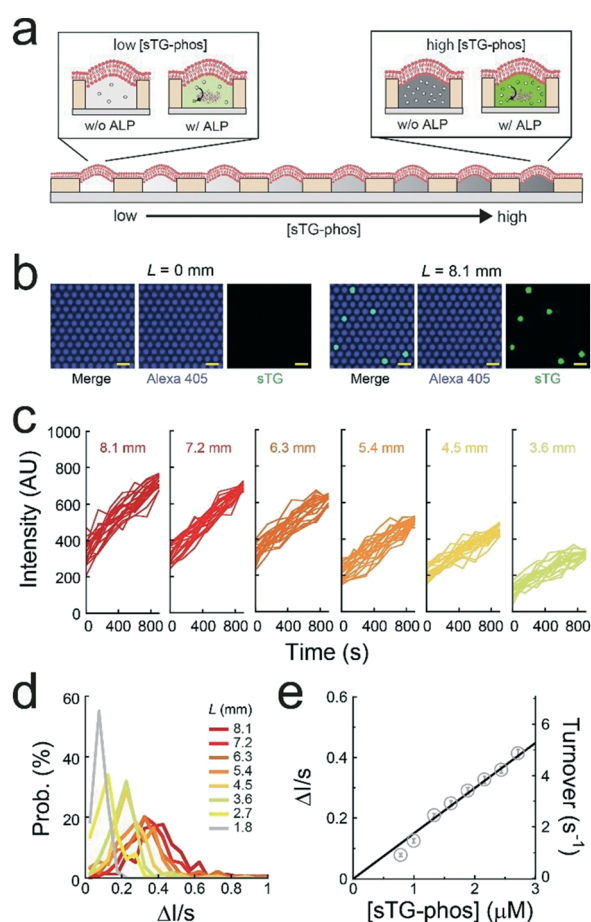 a
low [sTG-phos]
high [sTG-phos]
w/o ALP
w/ ALP
w/o ALP
w/ ALP
low
high
[sTG-phos]
b
L = 0 mm
L = 8.1 mm
Merge
Alexa 405
sTG
Merge
Alexa 405
sTG
c
Intensity (AU)
1000
800
600
400
200
0
8.1 mm
7.2 mm
6.3 mm
5.4 mm
4.5 mm
3.6 mm
0 400 800
0 400 800
0 400 800
0 400 800
0 400 800
0 400 800
Time (s)
d
Prob. (%)
60
40
20
0
L (mm)
8.1
7.2
6.3
5.4
4.5
3.6
2.7
1.8
0.2 0.6 1
ΔI/s
e
ΔI/s
0.6
0.4
0.2
0
0 1 2 3
[sTG-phos] (μM)
6
4
2
0
Turnover (s⁻¹)